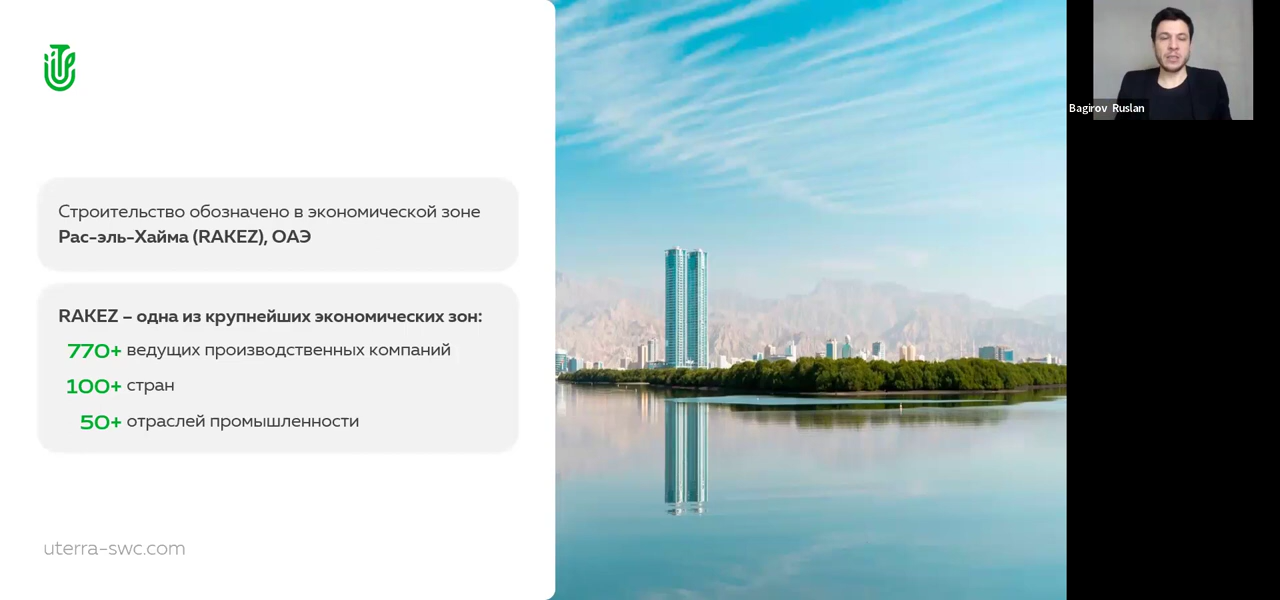 Строительство обозначено в экономической зоне
Рас-эль-Хайма (RAKEZ), ОАЭ
RAKEZ – одна из крупнейших экономических зон:
770+ ведущих производственных компаний
100+ стран
50+ отраслей промышленности
uterra-swc.com
Bagirov Ruslan